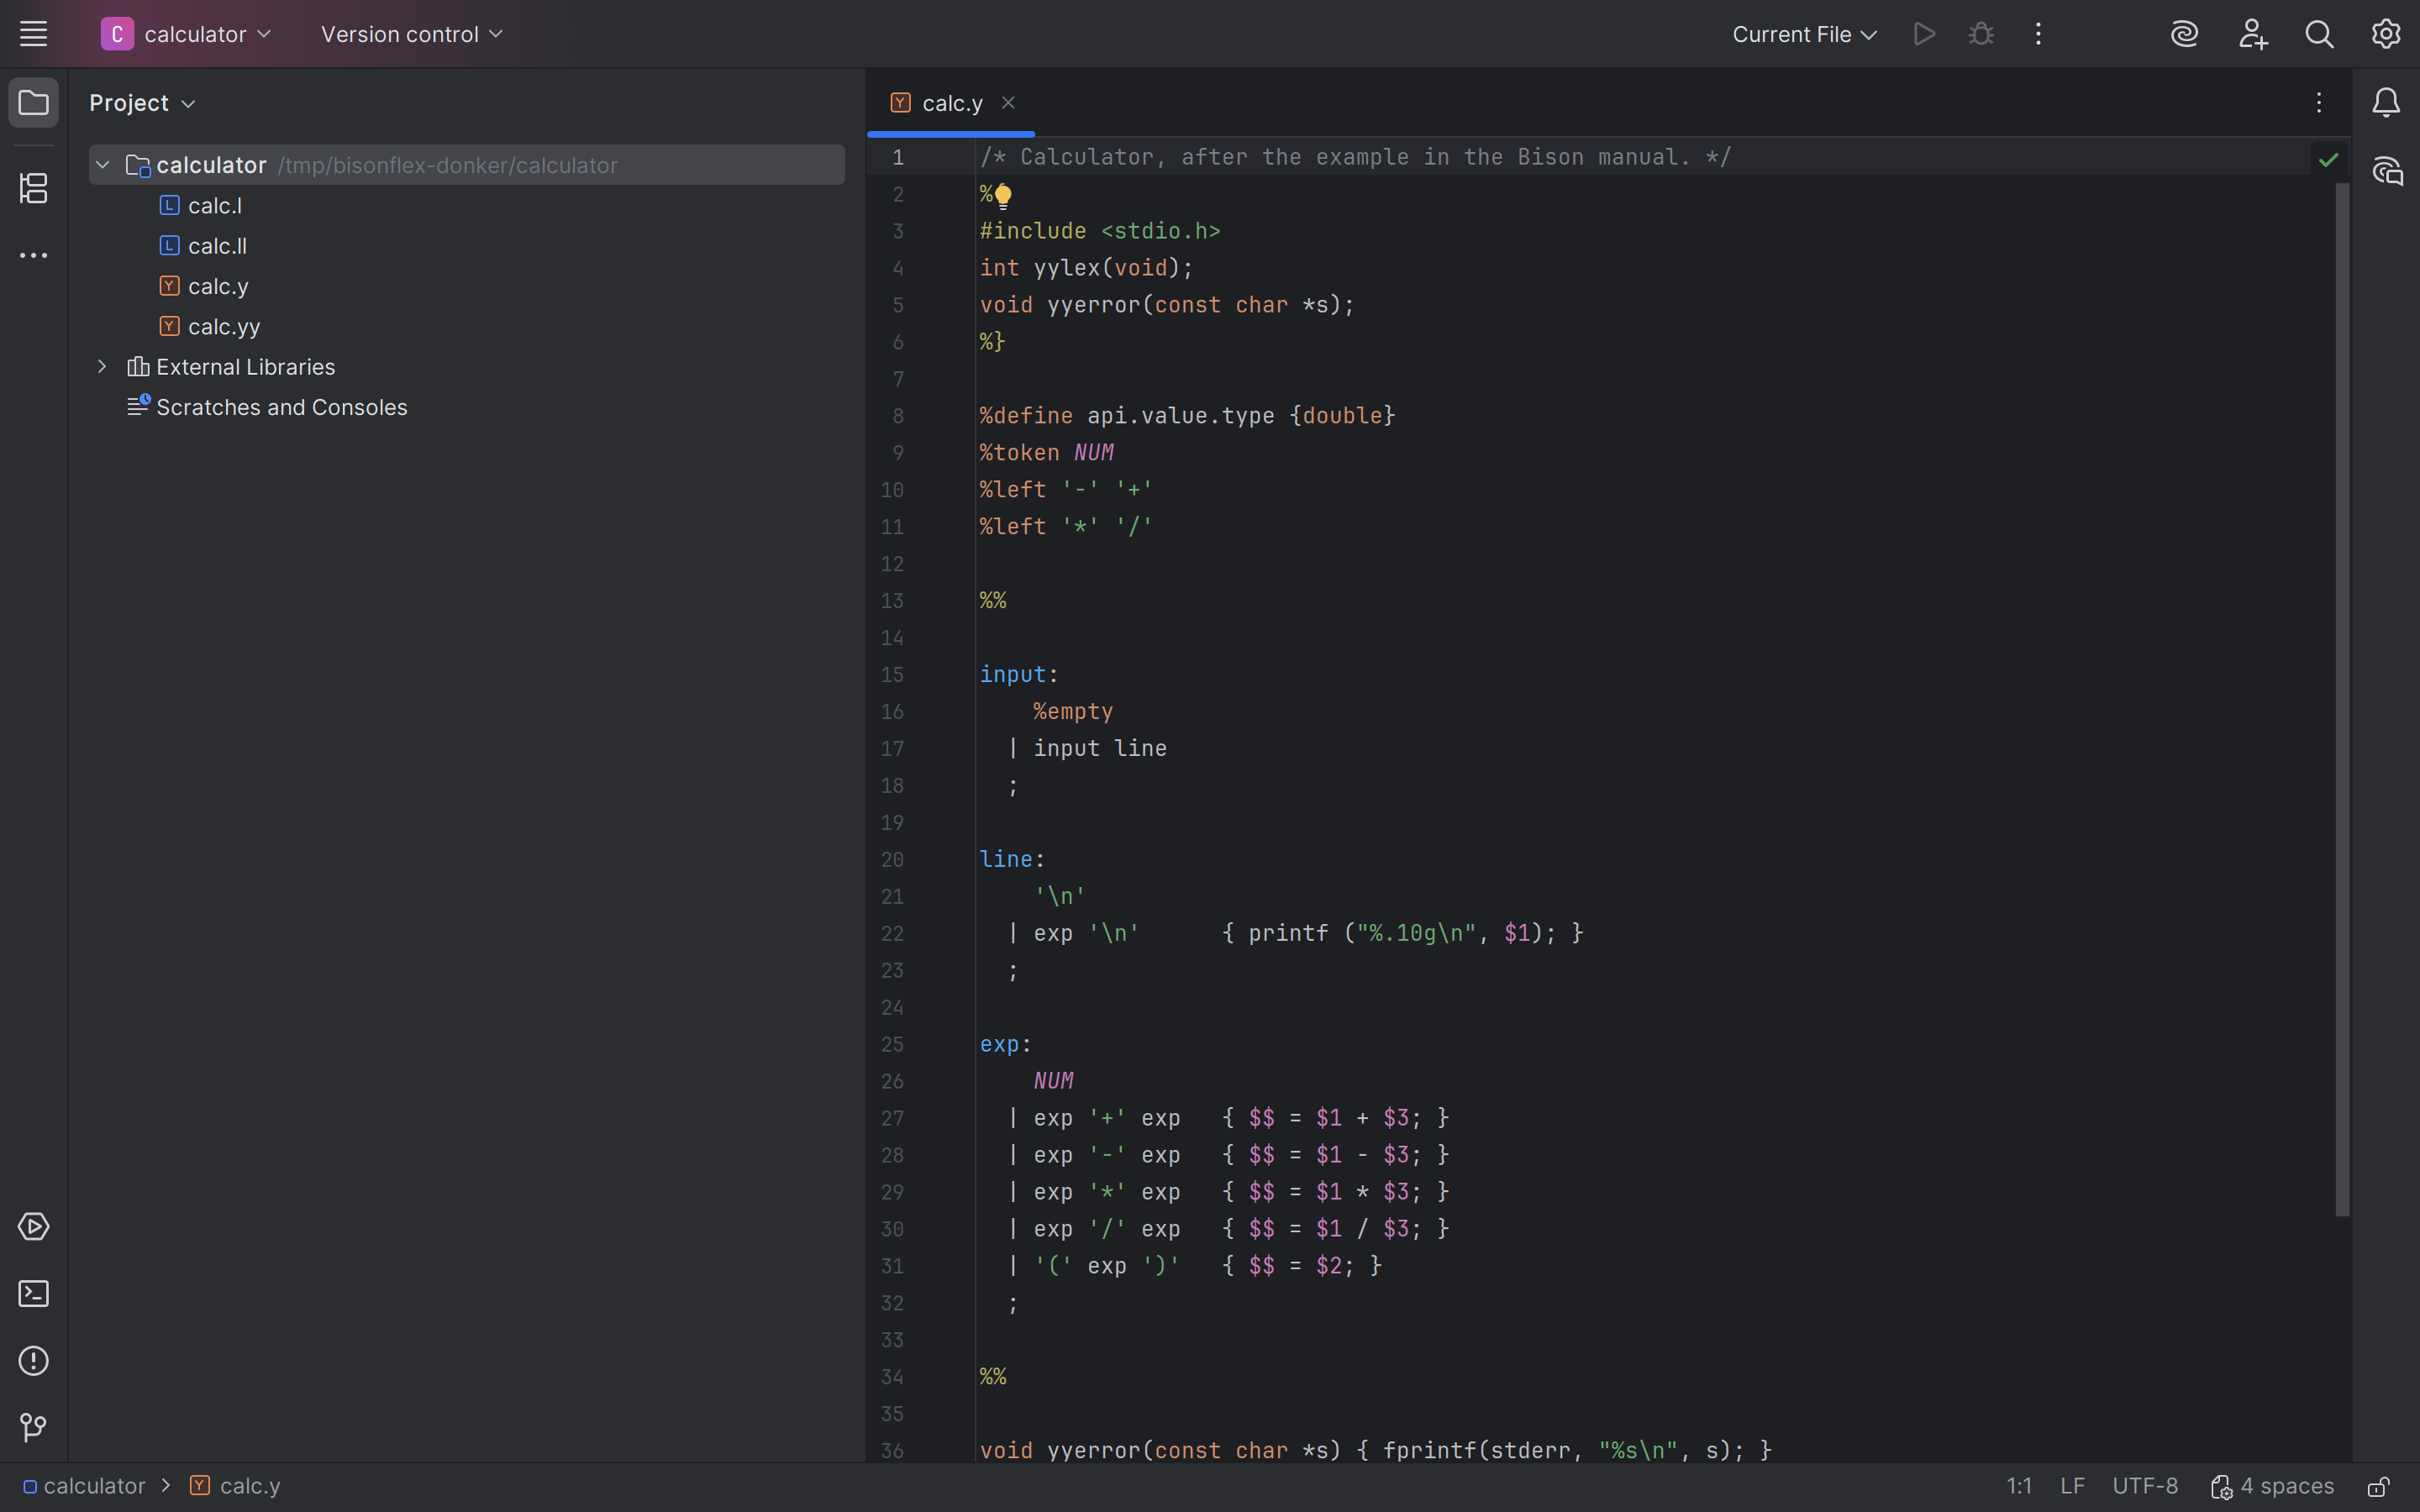 C calculator Version control Current File
Project
calculator /tmp/bisonflex-donker/calculator
L calc.l
L calc.ll
Y calc.y
Y calc.yy
External Libraries
Scratches and Consoles
Y calc.y
1 /* Calculator, after the example in the Bison manual. */
2 %
3 #include <stdio.h>
4 int yylex(void);
5 void yyerror(const char *s);
6 %}
7
8 %define api.value.type {double}
9 %token NUM
10 %left '-' '+'
11 %left '*' '/'
12
13 %%
14
15 input:
16 %empty
17 | input line
18 ;
19
20 line:
21 '\n'
22 | exp '\n' { printf ("%.10g\n", $1); }
23 ;
24
25 exp:
26 NUM
27 | exp '+' exp { $$ = $1 + $3; }
28 | exp '-' exp { $$ = $1 - $3; }
29 | exp '*' exp { $$ = $1 * $3; }
30 | exp '/' exp { $$ = $1 / $3; }
31 | '(' exp ')' { $$ = $2; }
32 ;
33
34 %%
35
36 void yyerror(const char *s) { fprintf(stderr, "%s\n", s); }
calculator > Y calc.y 1:1 LF UTF-8 4 spaces